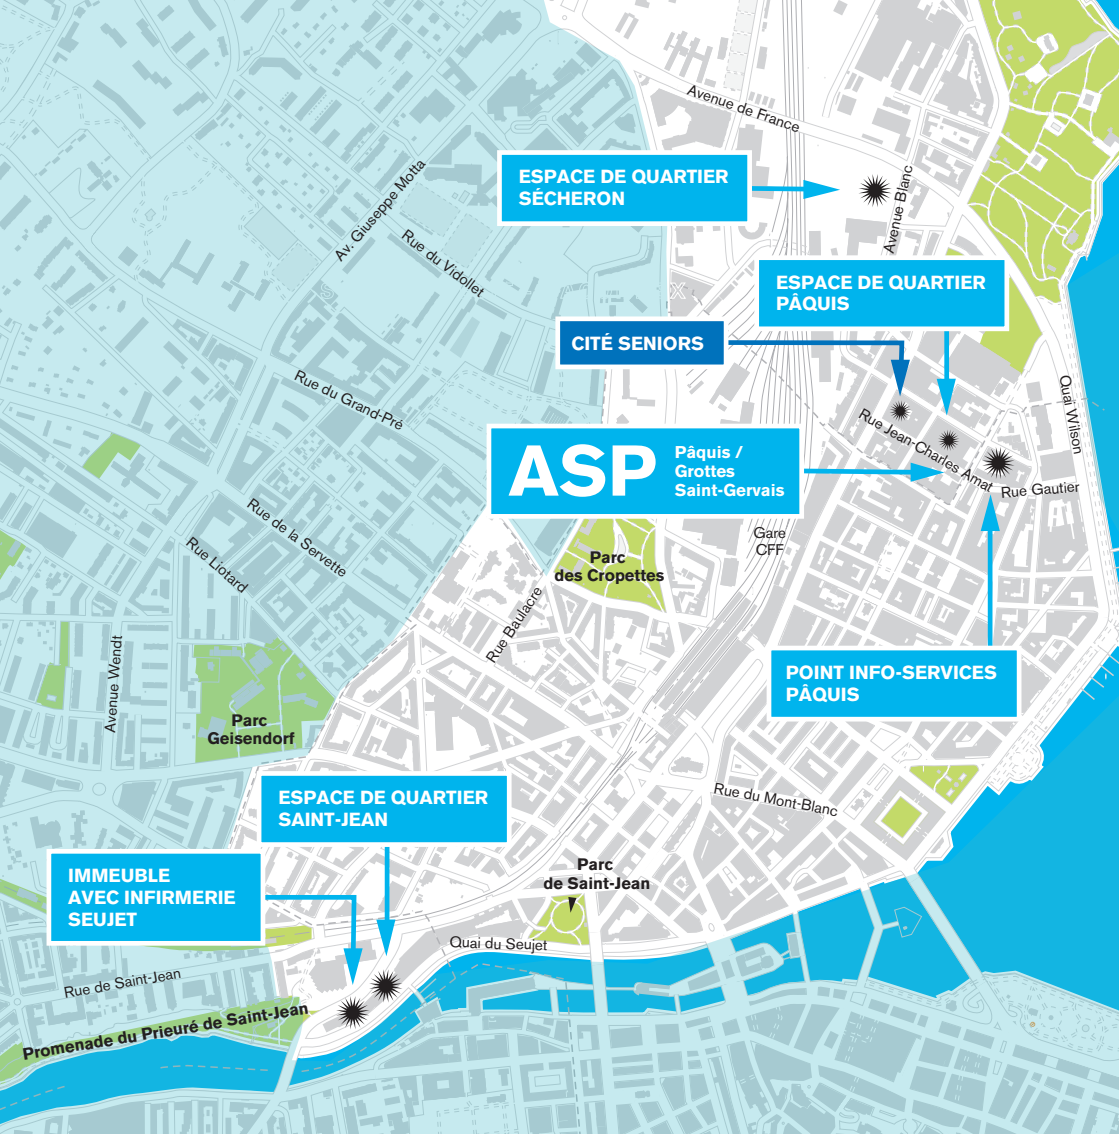 Avenue de France
ESPACE DE QUARTIER
SÉCHERON
Avenue Blanc
Av. Giuseppe Motta
Rue du Vidollet
ESPACE DE QUARTIER
PÂQUIS
CITÉ SENIORS
Quai Wilson
Rue du Grand-Pré
Rue Jean-Charles Amat
ASP
Pâquis /
Grottes
Saint-Gervais
Rue Gautier
Rue de la Servette
Rue Liotard
Gare
CFF
Parc
des Cropettes
Rue Baulacre
Avenue Wendt
POINT INFO-SERVICES
PÂQUIS
Parc
Geisendorf
ESPACE DE QUARTIER
SAINT-JEAN
Rue du Mont-Blanc
IMMEUBLE
AVEC INFIRMERIE
SEUJET
Parc
de Saint-Jean
Quai du Seujet
Rue de Saint-Jean
Promenade du Prieuré de Saint-Jean